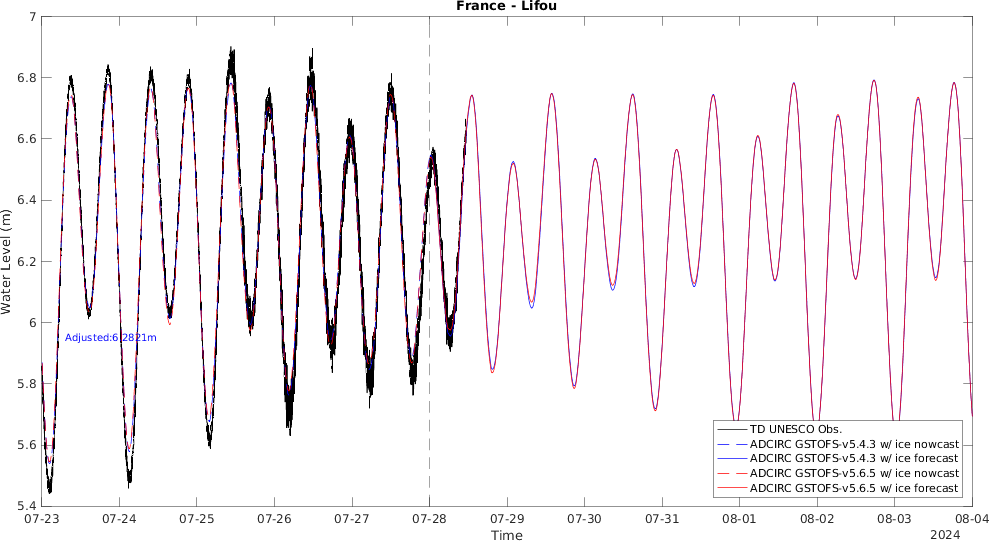 France - Lifou
7
6.8
6.6
6.4
6.2
6
5.8
5.6
5.4
Water Level (m)
Adjusted:6.2821m
TD UNESCO Obs.
ADCIRC GSTOFS-v5.4.3 w/ ice nowcast
ADCIRC GSTOFS-v5.4.3 w/ ice forecast
ADCIRC GSTOFS-v5.6.5 w/ ice nowcast
ADCIRC GSTOFS-v5.6.5 w/ ice forecast
07-23 07-24 07-25 07-26 07-27 07-28 07-29 07-30 07-31 08-01 08-02 08-03 08-04
Time
2024